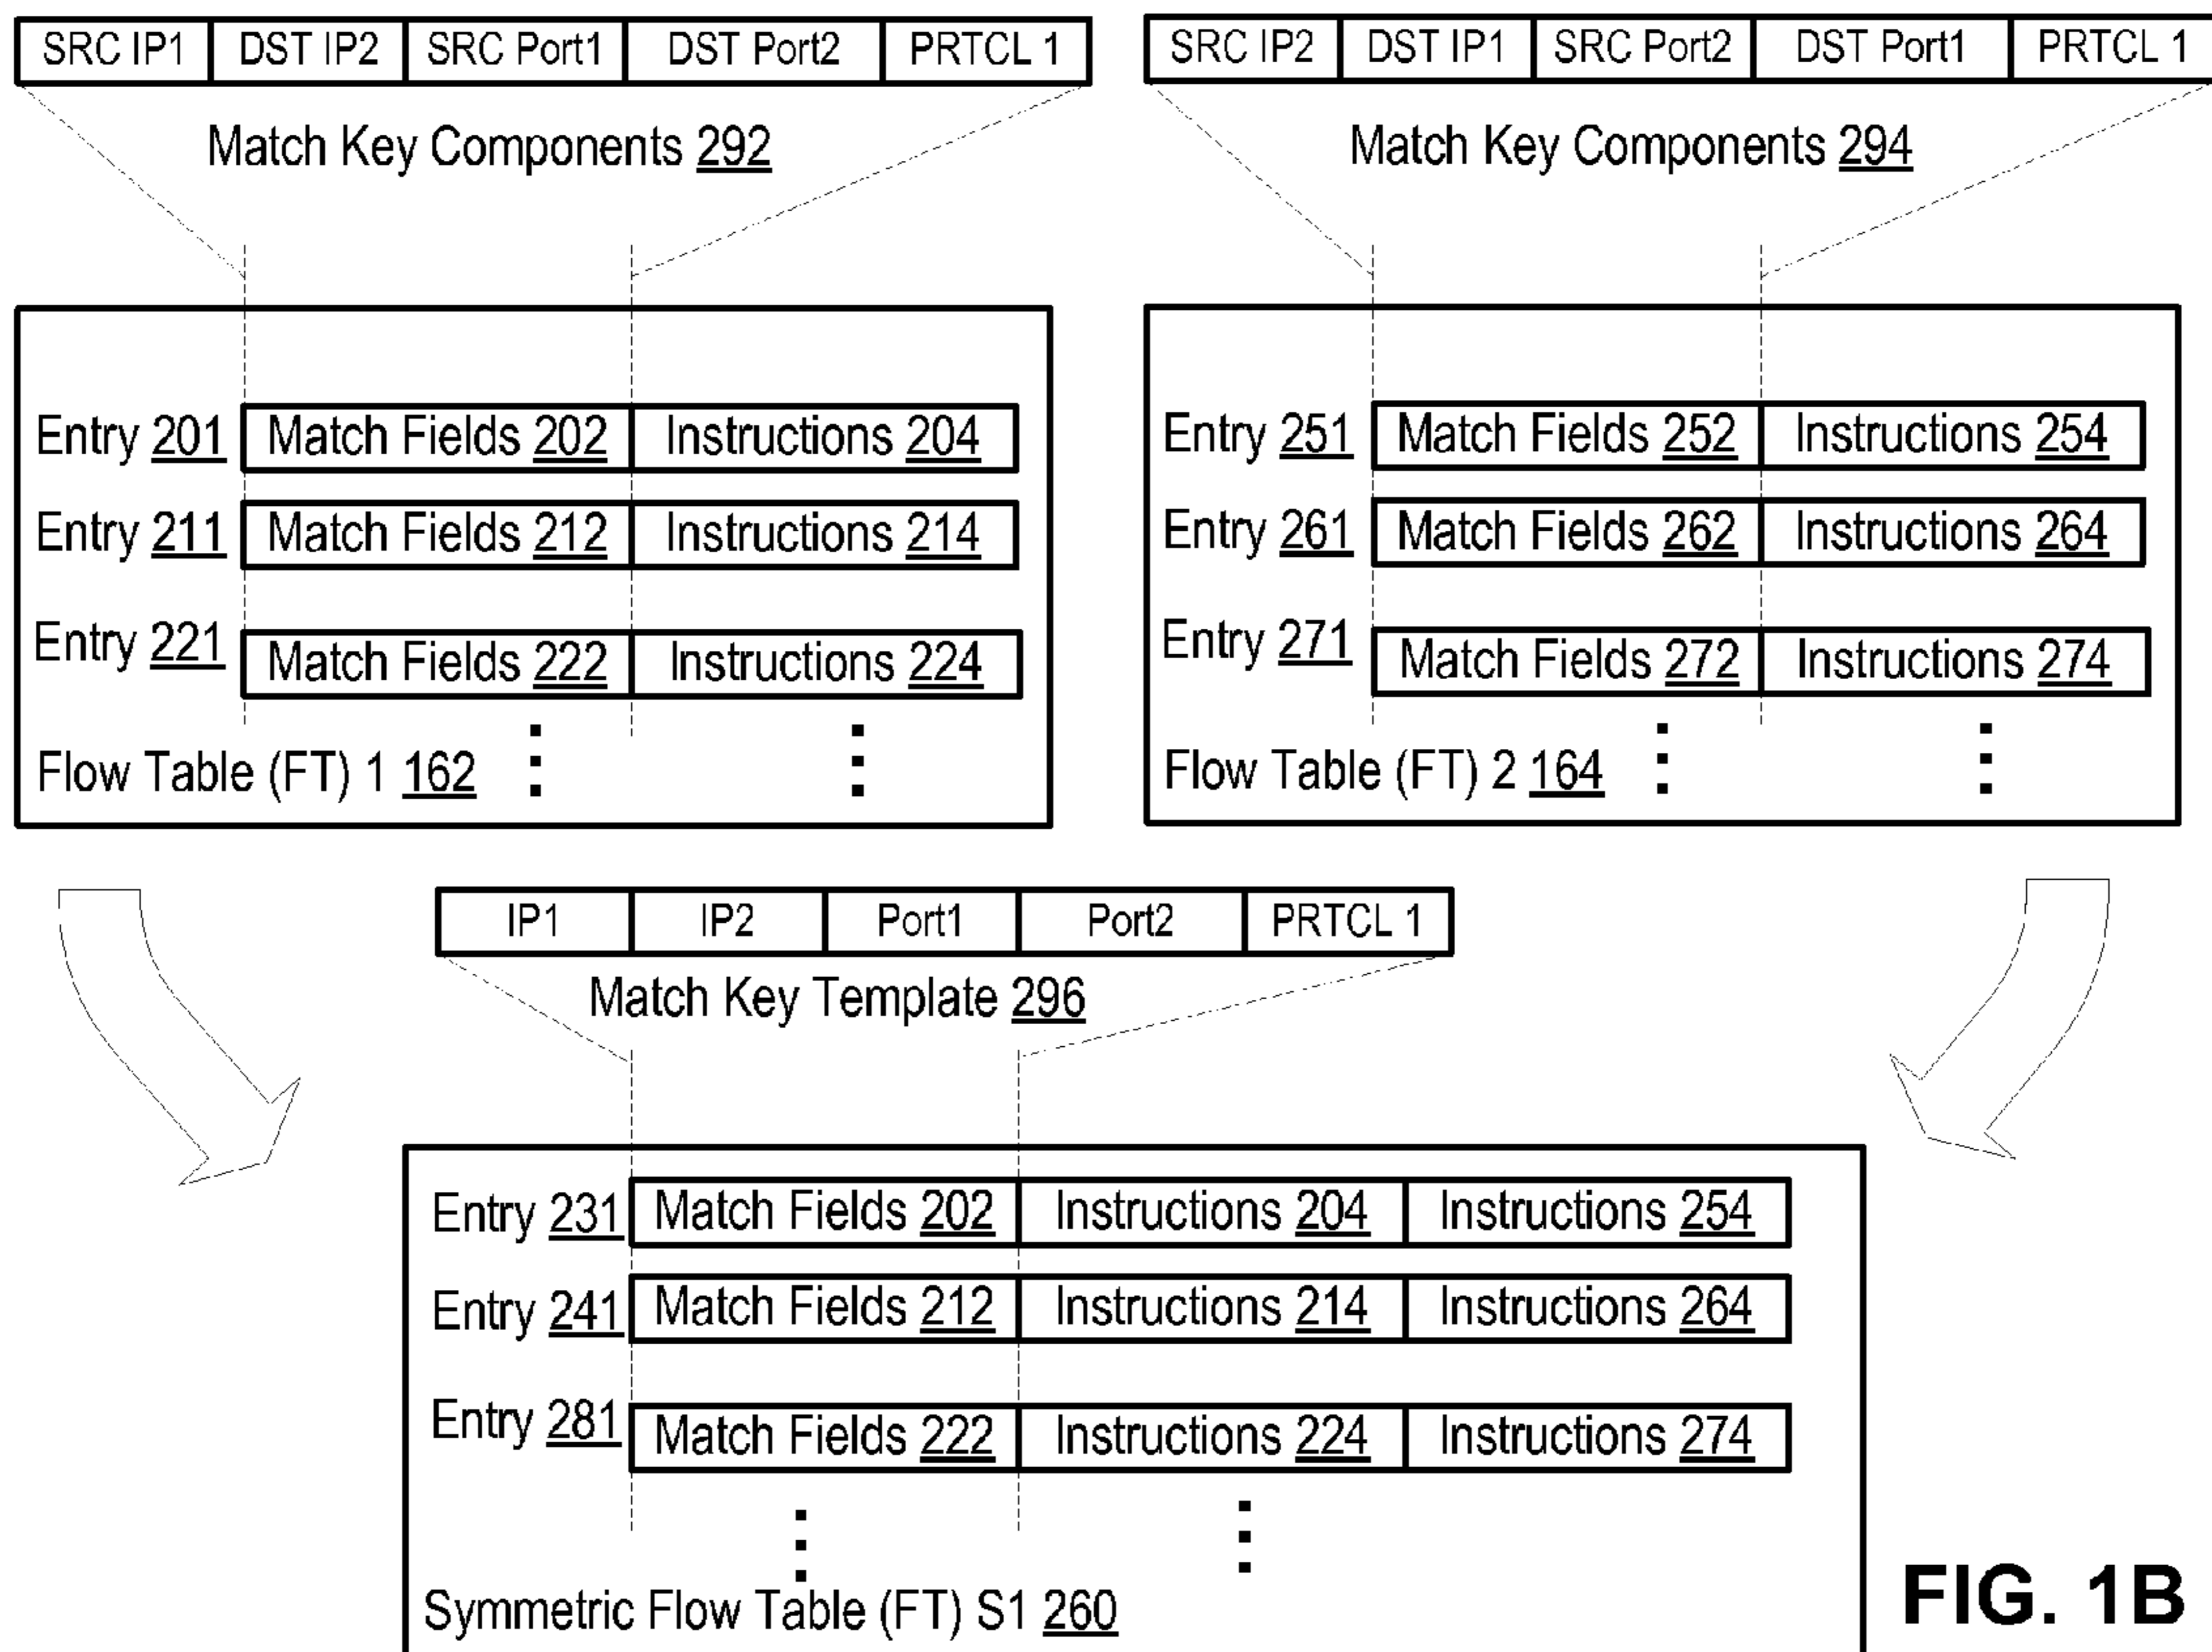 SRC IP1 DST IP2 SRC Port1 DST Port2 PRTCL 1
Match Key Components 292
SRC IP2 DST IP1 SRC Port2 DST Port1 PRTCL 1
Match Key Components 294
Entry 201 Match Fields 202 Instructions 204
Entry 211 Match Fields 212 Instructions 214
Entry 221 Match Fields 222 Instructions 224
Flow Table (FT) 1 162
Entry 251 Match Fields 252 Instructions 254
Entry 261 Match Fields 262 Instructions 264
Entry 271 Match Fields 272 Instructions 274
Flow Table (FT) 2 164
IP1 IP2 Port1 Port2 PRTCL 1
Match Key Template 296
Entry 231 Match Fields 202 Instructions 204 Instructions 254
Entry 241 Match Fields 212 Instructions 214 Instructions 264
Entry 281 Match Fields 222 Instructions 224 Instructions 274
Symmetric Flow Table (FT) S1 260
FIG. 1B